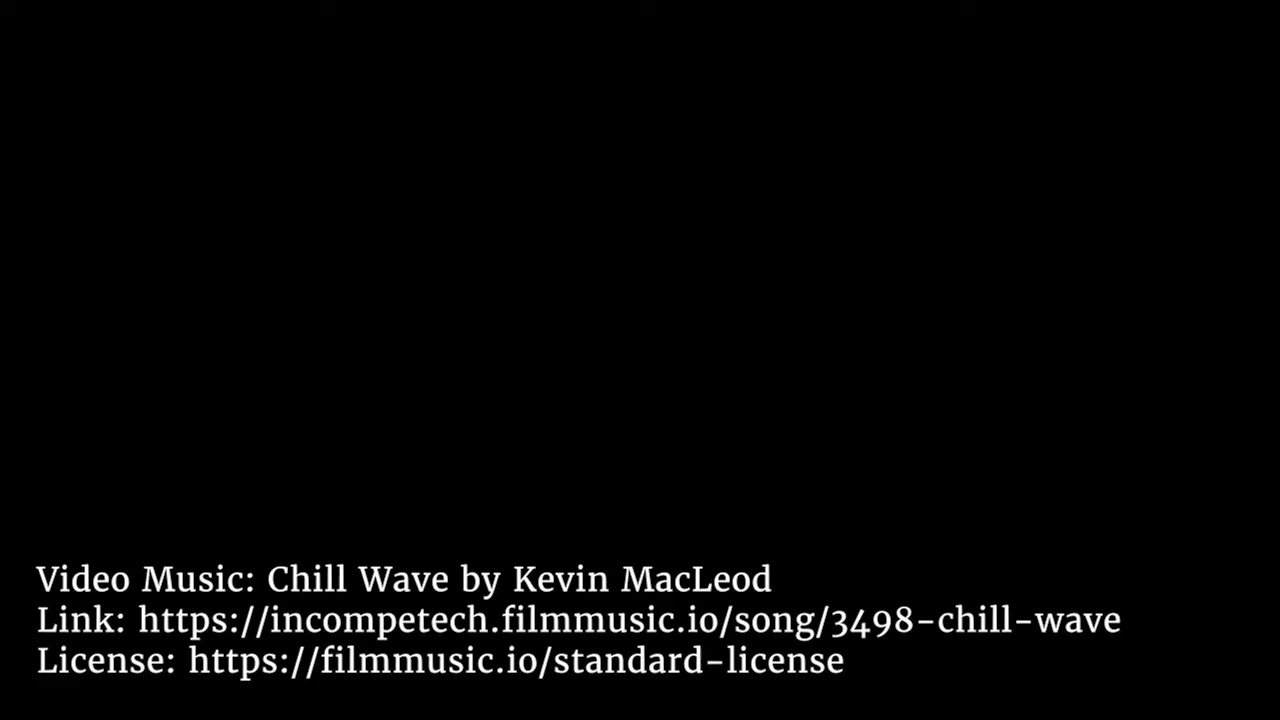 Video Music: Chill Wave by Kevin MacLeod
Link: https://incompetech.filmmusic.io/song/3498-chill-wave
License: https://filmmusic.io/standard-license